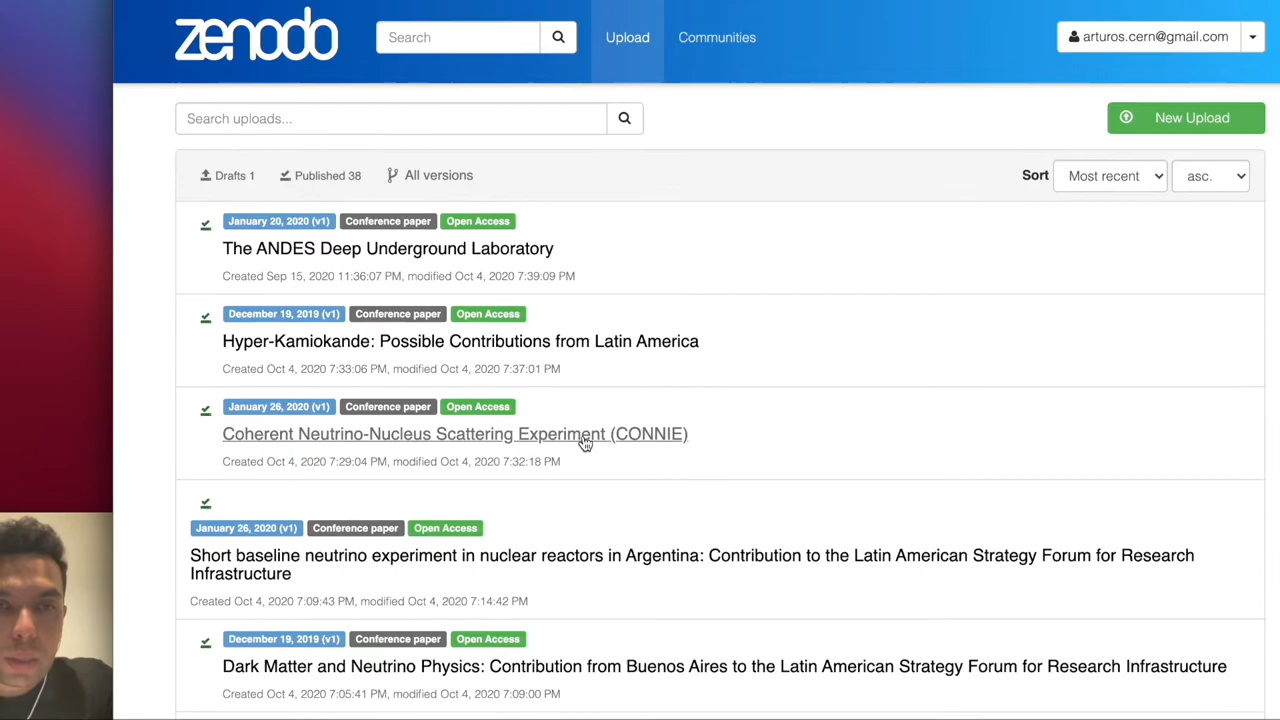 zenodo
Search
Upload
Communities
arturos.cern@gmail.com
Search uploads...
New Upload
Drafts 1
Published 38
All versions
Sort
Most recent
asc.
January 20, 2020 (v1) Conference paper Open Access
The ANDES Deep Underground Laboratory
Created Sep 15, 2020 11:36:07 PM, modified Oct 4, 2020 7:39:09 PM
December 19, 2019 (v1) Conference paper Open Access
Hyper-Kamiokande: Possible Contributions from Latin America
Created Oct 4, 2020 7:33:06 PM, modified Oct 4, 2020 7:37:01 PM
January 26, 2020 (v1) Conference paper Open Access
Coherent Neutrino-Nucleus Scattering Experiment (CONNIE)
Created Oct 4, 2020 7:29:04 PM, modified Oct 4, 2020 7:32:18 PM
January 26, 2020 (v1) Conference paper Open Access
Short baseline neutrino experiment in nuclear reactors in Argentina: Contribution to the Latin American Strategy Forum for Research
Infrastructure
Created Oct 4, 2020 7:09:43 PM, modified Oct 4, 2020 7:14:42 PM
December 19, 2019 (v1) Conference paper Open Access
Dark Matter and Neutrino Physics: Contribution from Buenos Aires to the Latin American Strategy Forum for Research Infrastructure
Created Oct 4, 2020 7:05:41 PM, modified Oct 4, 2020 7:09:00 PM